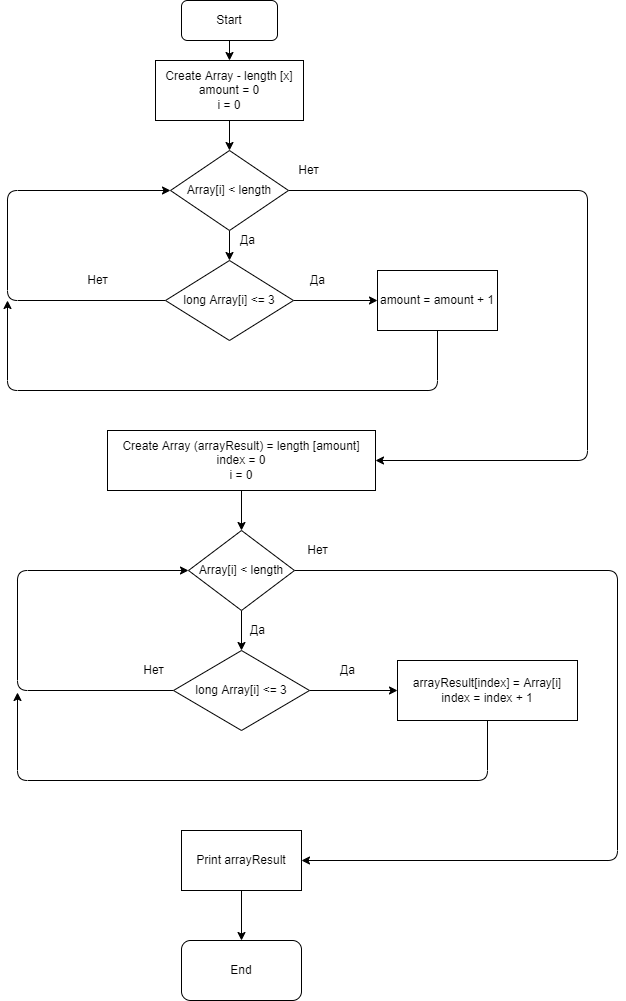 Start
Create Array - length [x]
amount = 0
i = 0
Array[i] < length
Нет
Да
long Array[i] <= 3
Нет
Да
amount = amount + 1
Create Array (arrayResult) = length [amount]
index = 0
i = 0
Array[i] < length
Нет
Да
long Array[i] <= 3
Нет
Да
arrayResult[index] = Array[i]
index = index + 1
Print arrayResult
End